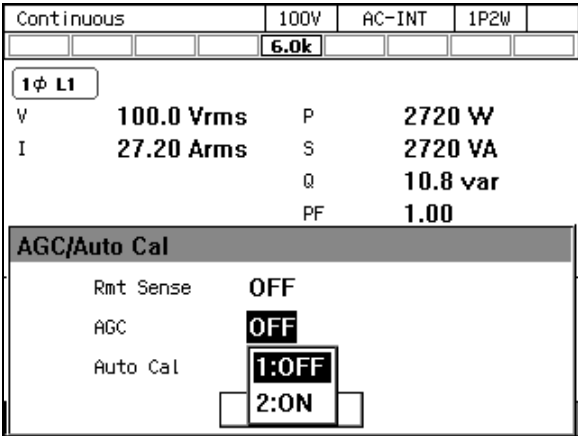 Continuous 100V AC-INT 1P2W
6.0k
1ϕ L1
V 100.0 Vrms P 2720 W
I 27.20 Arms S 2720 VA
Q 10.8 var
PF 1.00
AGC/Auto Cal
Rmt Sense OFF
AGC OFF
Auto Cal 1:OFF
2:ON